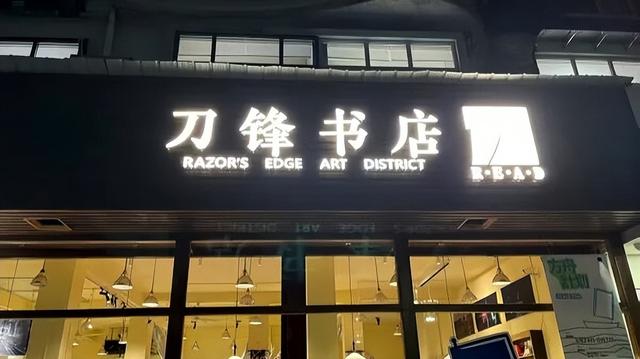 刀锋书店
RAZOR'S EDGE ART DISTRICT
R·E·A·D